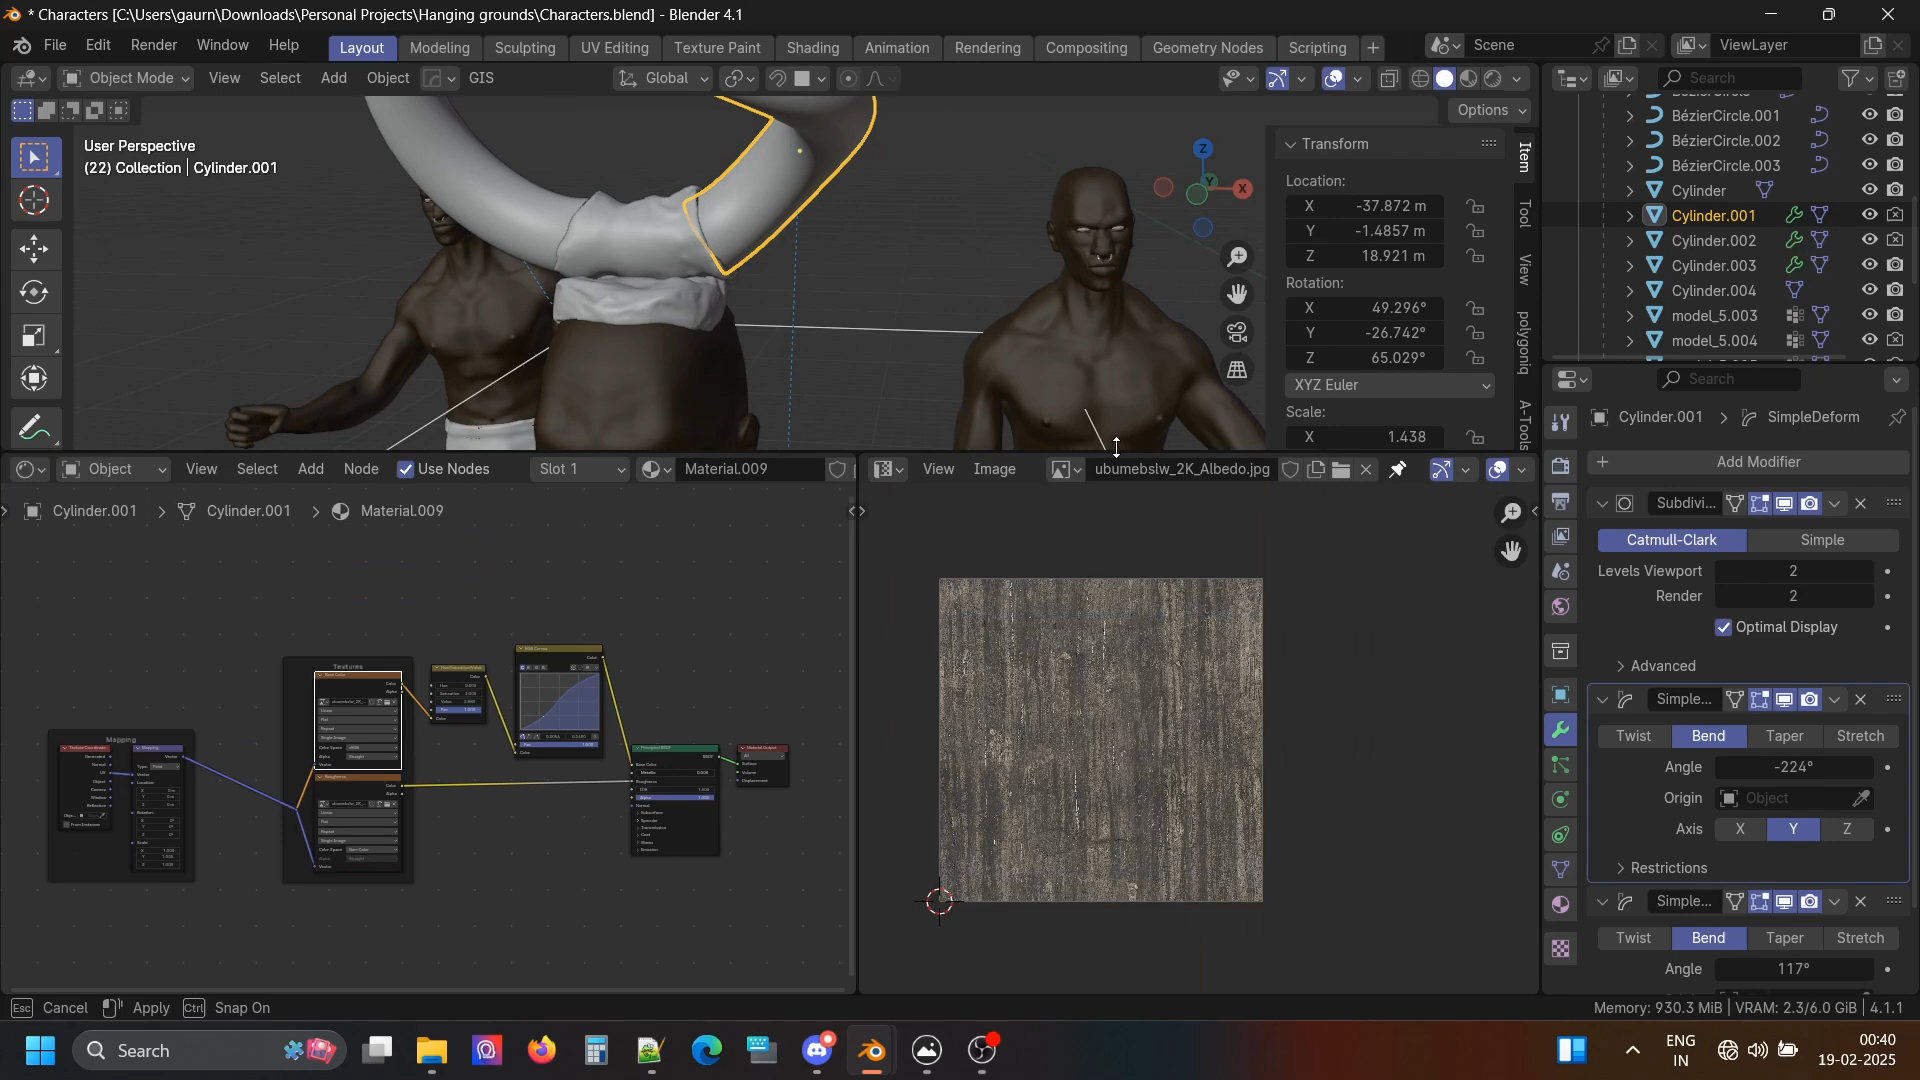 * Characters [C:\Users\gaurn\Downloads\Personal Projects\Hanging grounds\Characters.blend] - Blender 4.1
File Edit Render Window Help Layout Modeling Sculpting UV Editing Texture Paint Shading Animation Rendering Compositing Geometry Nodes Scripting + Scene ViewLayer
Object Mode View Select Add Object GIS Global Search
Options
User Perspective
(22) Collection | Cylinder.001
Transform
Location:
X -37.872 m
Y -1.4857 m
Z 18.921 m
Rotation:
X 49.296°
Y -26.742°
Z 65.029°
XYZ Euler
Scale:
X 1.438
Item
Tool
View
polygoniq
A-Tools
Z
Y
X
BézierCircle.001
BézierCircle.002
BézierCircle.003
Cylinder
Cylinder.001
Cylinder.002
Cylinder.003
Cylinder.004
model_5.003
model_5.004
Search
Cylinder.001 > SimpleDeform
+ Add Modifier
Subdivi...
Catmull-Clark Simple
Levels Viewport 2
Render 2
Optimal Display
Advanced
Simple...
Twist Bend Taper Stretch
Angle -224°
Origin Object
Axis X Y Z
Restrictions
Simple...
Twist Bend Taper Stretch
Angle 117°
Object View Select Add Node Use Nodes Slot 1 Material.009
Cylinder.001 > Cylinder.001 > Material.009
Textures
Mapping
View Image ubumebslw_2K_Albedo.jpg
Esc Cancel Apply Ctrl Snap On
Memory: 930.3 MiB | VRAM: 2.3/6.0 GiB | 4.1.1
Search
ENG
IN
00:40
19-02-2025